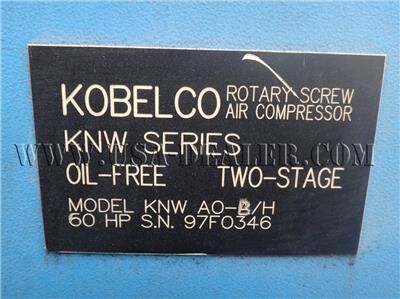 KOBELCO ROTARY SCREW
AIR COMPRESSOR
KNW SERIES
WWW.USA-DEALER.COM
OIL-FREE TWO-STAGE
MODEL KNW A0-B/H
60 HP S.N. 97F0346